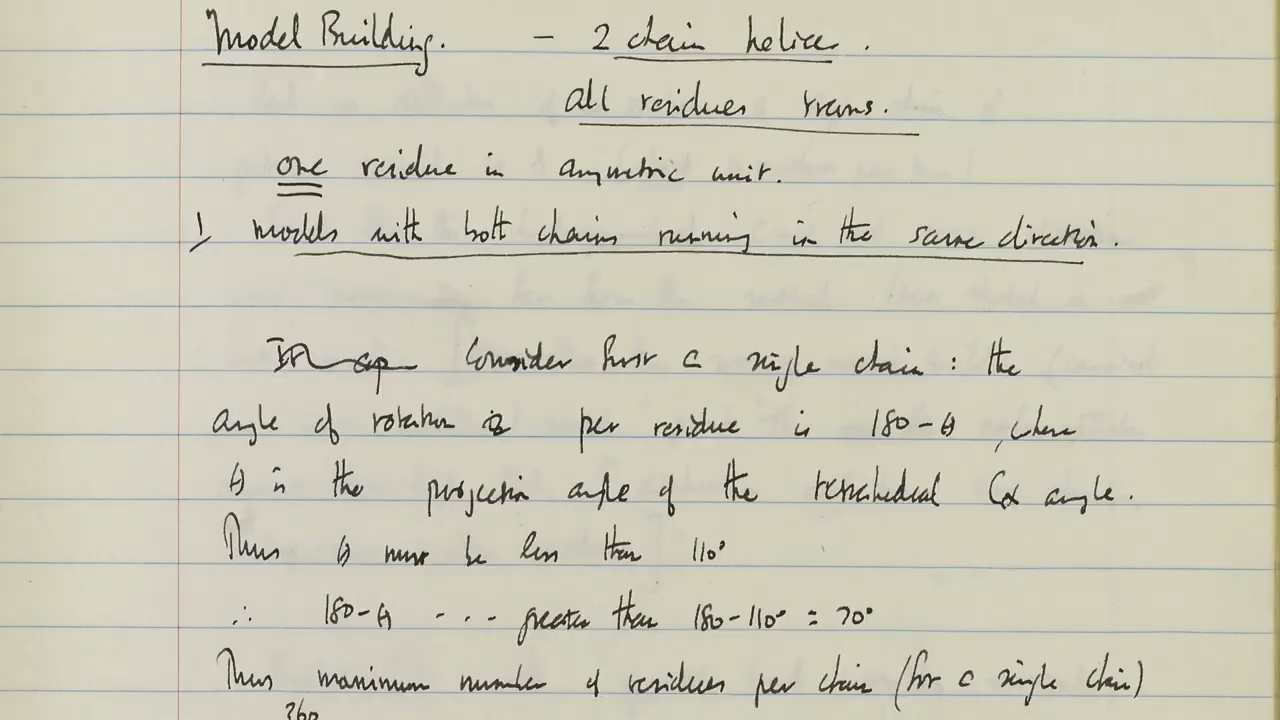 Model Building. - 2 chain helices.
all residues trans.
one residue in asymetric unit.
1/ models with both chains running in the same direction.
Consider first a single chain : the
angle of rotation per residue is 180-θ, where
θ is the projection angle of the tetrahedral Cα angle.
Thus θ must be less than 110°
∴ 180-θ - - - greater than 180-110° = 70°
Thus maximum number of residues per chain (for a single chain)
360